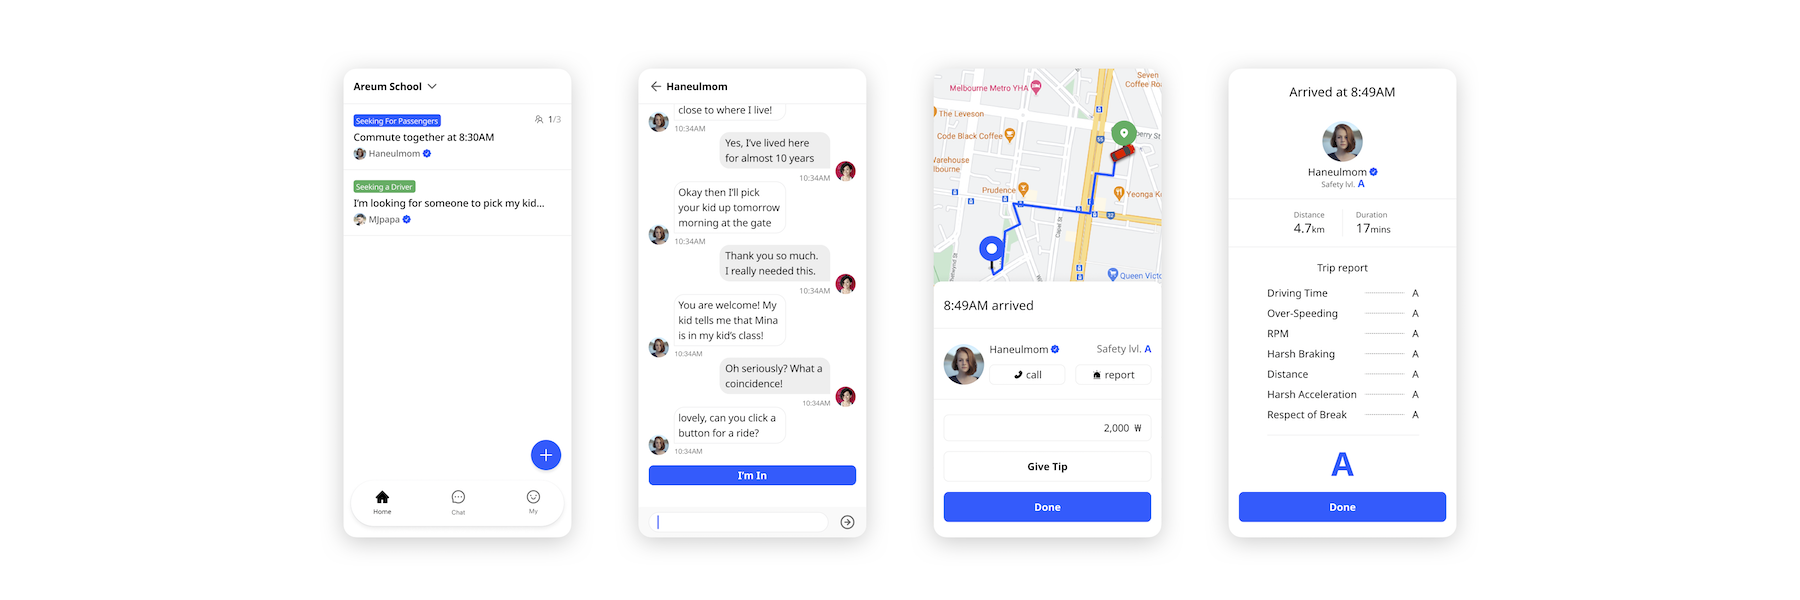 Areum School
Seeking For Passengers
1/3
Commute together at 8:30AM
Haneulmom
Seeking a Driver
I'm looking for someone to pick my kid...
MJpapa
Home
Chat
My
Haneulmom
close to where I live!
10:34AM
Yes, I've lived here
for almost 10 years
10:34AM
Okay then I'll pick
your kid up tomorrow
morning at the gate
10:34AM
Thank you so much.
I really needed this.
10:34AM
You are welcome! My
kid tells me that Mina
is in my kid's class!
10:34AM
Oh seriously? What a
coincidence!
10:34AM
lovely, can you click a
button for a ride?
10:34AM
I'm In
Seven
Coffee Ro
Melbourne Metro YHA
The Leveson
Code Black Coffee
erry St
arehouse
lbourne
Prudence
Yeonga K
Capel St
Queen Victo
8:49AM arrived
Haneulmom
Safety lvl. A
call
report
2,000 ₩
Give Tip
Done
Arrived at 8:49AM
Haneulmom
Safety lvl. A
Distance
4.7km
Duration
17mins
Trip report
Driving Time A
Over-Speeding A
RPM A
Harsh Braking A
Distance A
Harsh Acceleration A
Respect of Break A
A
Done